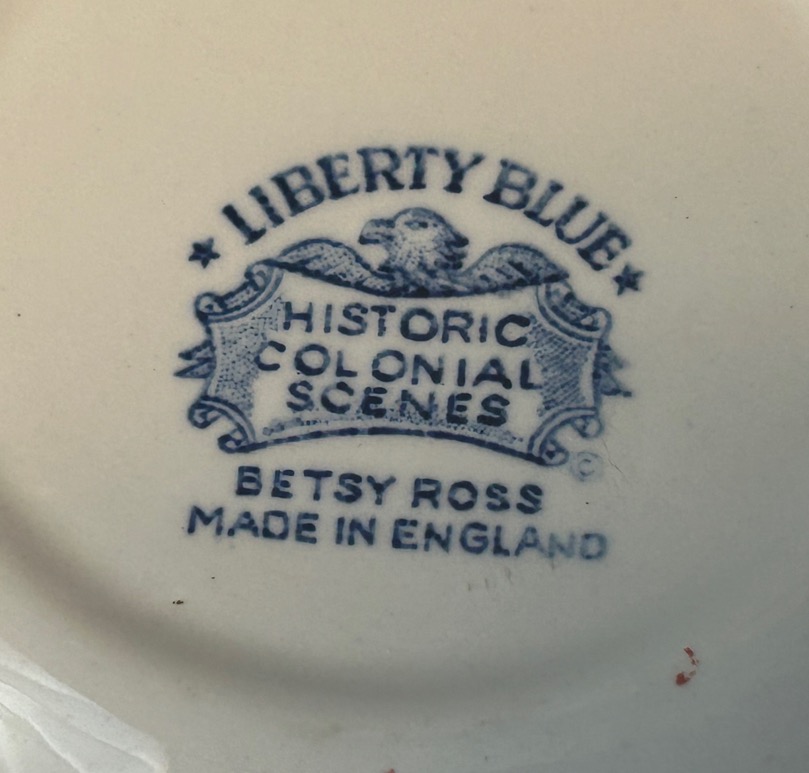 ★ LIBERTY BLUE ★
HISTORIC
COLONIAL
SCENES
©
BETSY ROSS
MADE IN ENGLAND